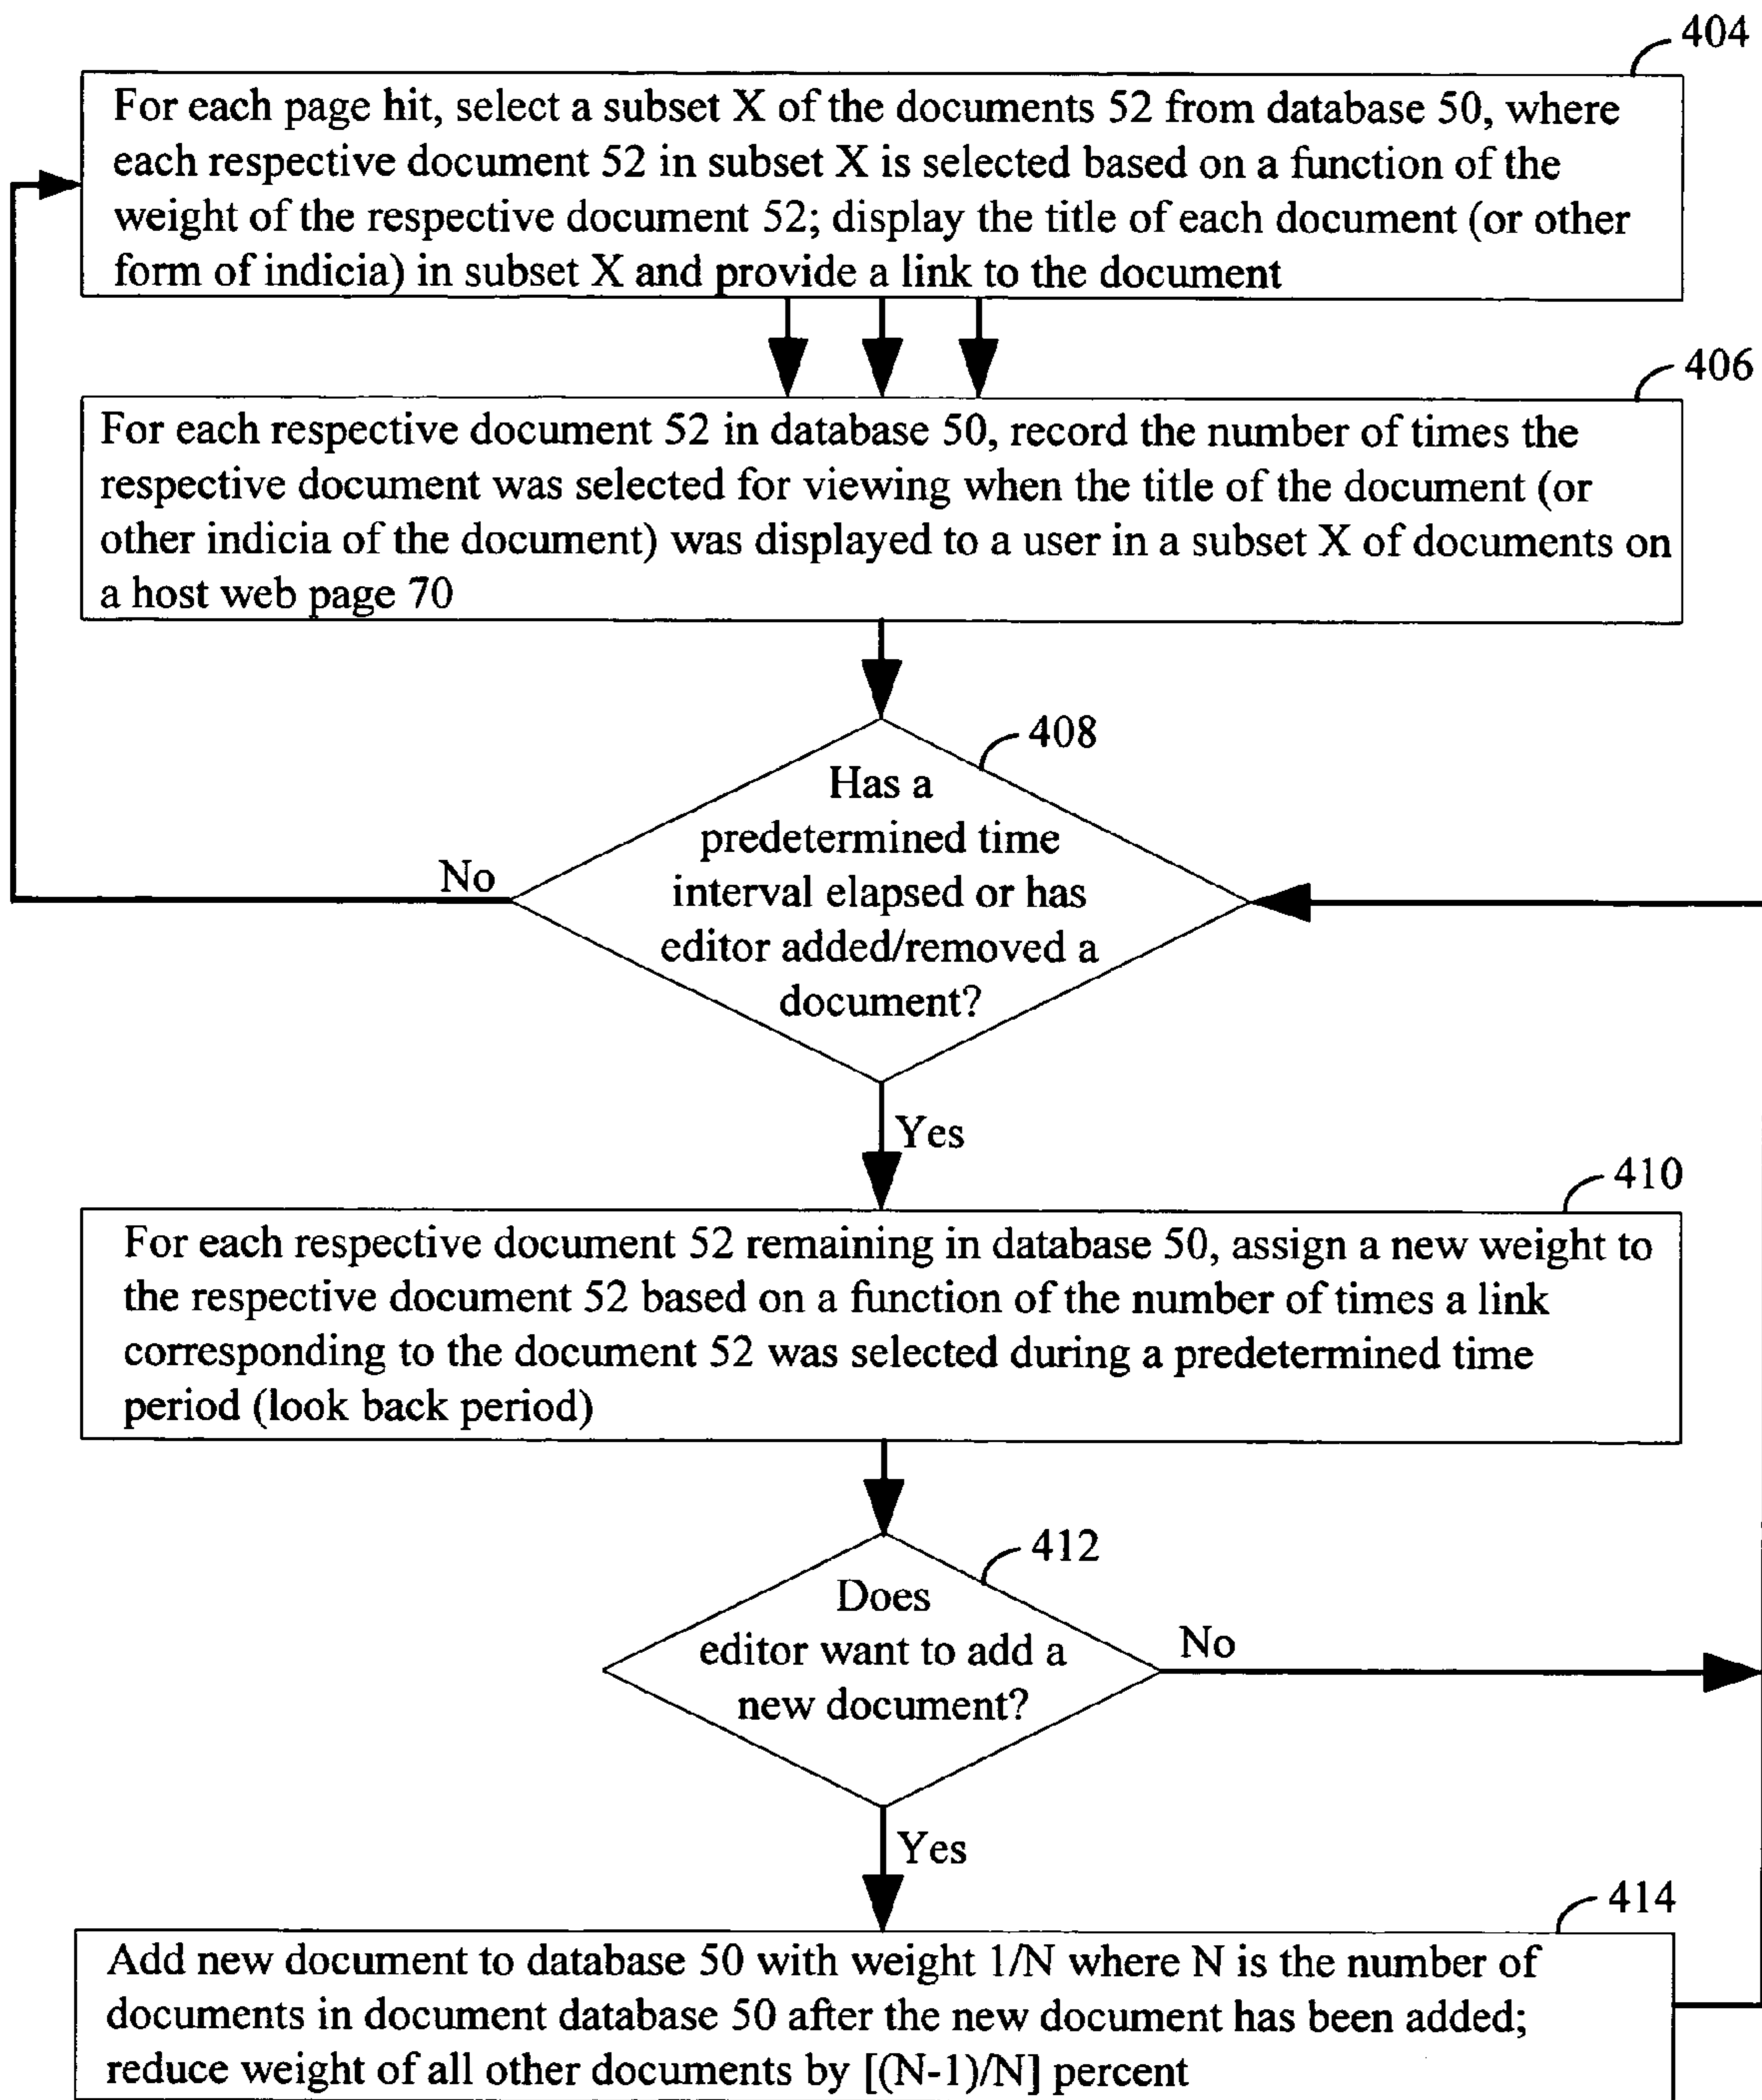 404
For each page hit, select a subset X of the documents 52 from database 50, where
each respective document 52 in subset X is selected based on a function of the
weight of the respective document 52; display the title of each document (or other
form of indicia) in subset X and provide a link to the document
406
For each respective document 52 in database 50, record the number of times the
respective document was selected for viewing when the title of the document (or
other indicia of the document) was displayed to a user in a subset X of documents on
a host web page 70
408
Has a
predetermined time
interval elapsed or has
editor added/removed a
document?
No
Yes
410
For each respective document 52 remaining in database 50, assign a new weight to
the respective document 52 based on a function of the number of times a link
corresponding to the document 52 was selected during a predetermined time
period (look back period)
412
Does
editor want to add a
new document?
No
Yes
414
Add new document to database 50 with weight 1/N where N is the number of
documents in document database 50 after the new document has been added;
reduce weight of all other documents by [(N-1)/N] percent